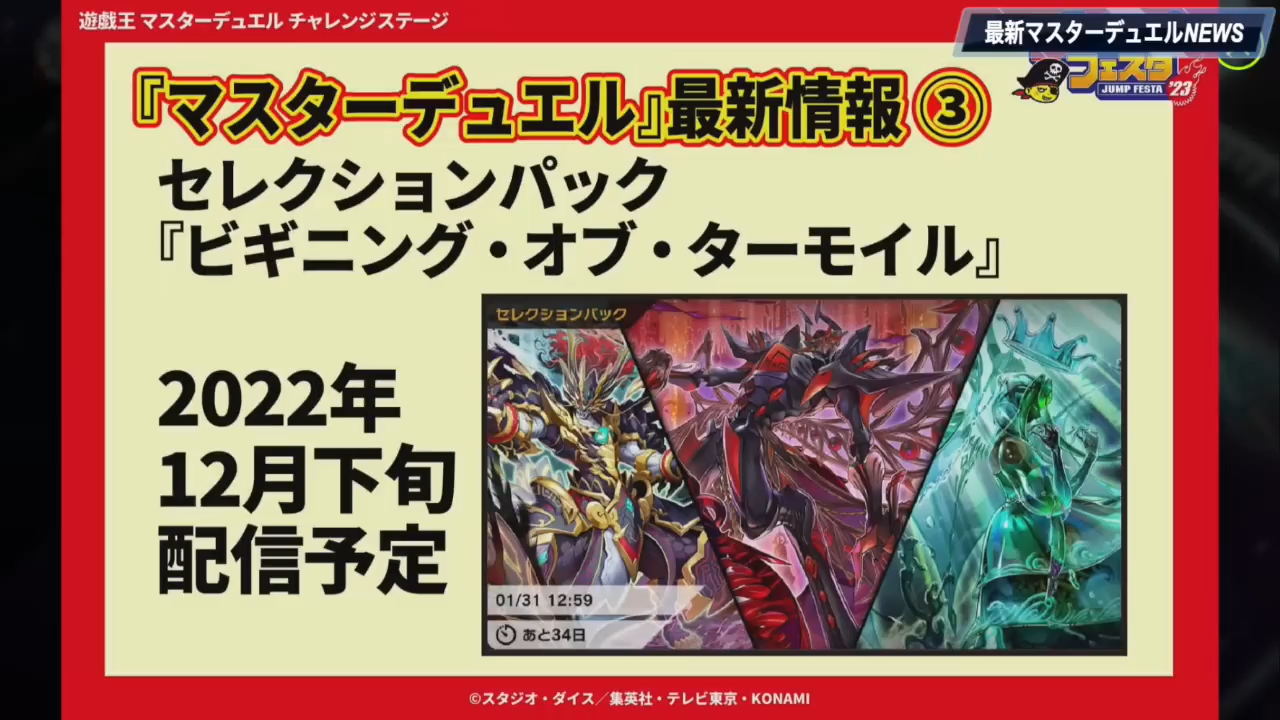 遊戯王 マスターデュエル チャレンジステージ
最新マスターデュエルNEWS
フェスタ
JUMP FESTA '23
『マスターデュエル』最新情報③
セレクションパック
『ビギニング・オブ・ターモイル』
セレクションパック
2022年
12月下旬
配信予定
01/31 12:59
あと34日
©スタジオ・ダイス／集英社・テレビ東京・KONAMI